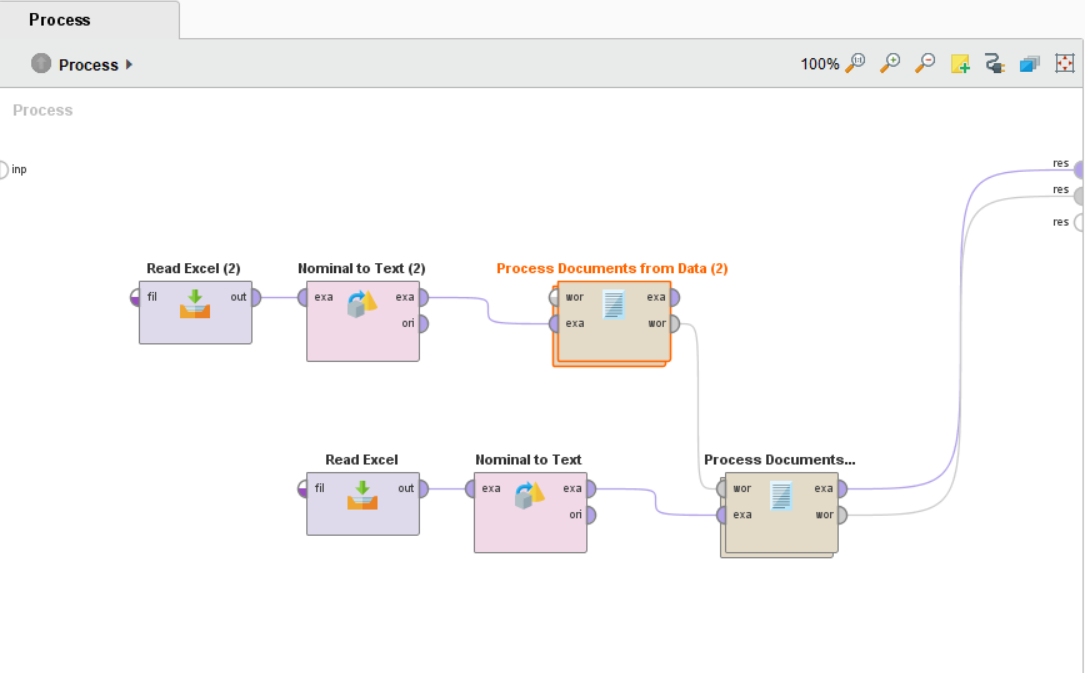 Process
Process
100%
Process
inp
res
res
res
Read Excel (2)
Nominal to Text (2)
Process Documents from Data (2)
fil
out
exa
exa
ori
wor
exa
exa
wor
Read Excel
Nominal to Text
Process Documents...
fil
out
exa
exa
ori
wor
exa
exa
wor